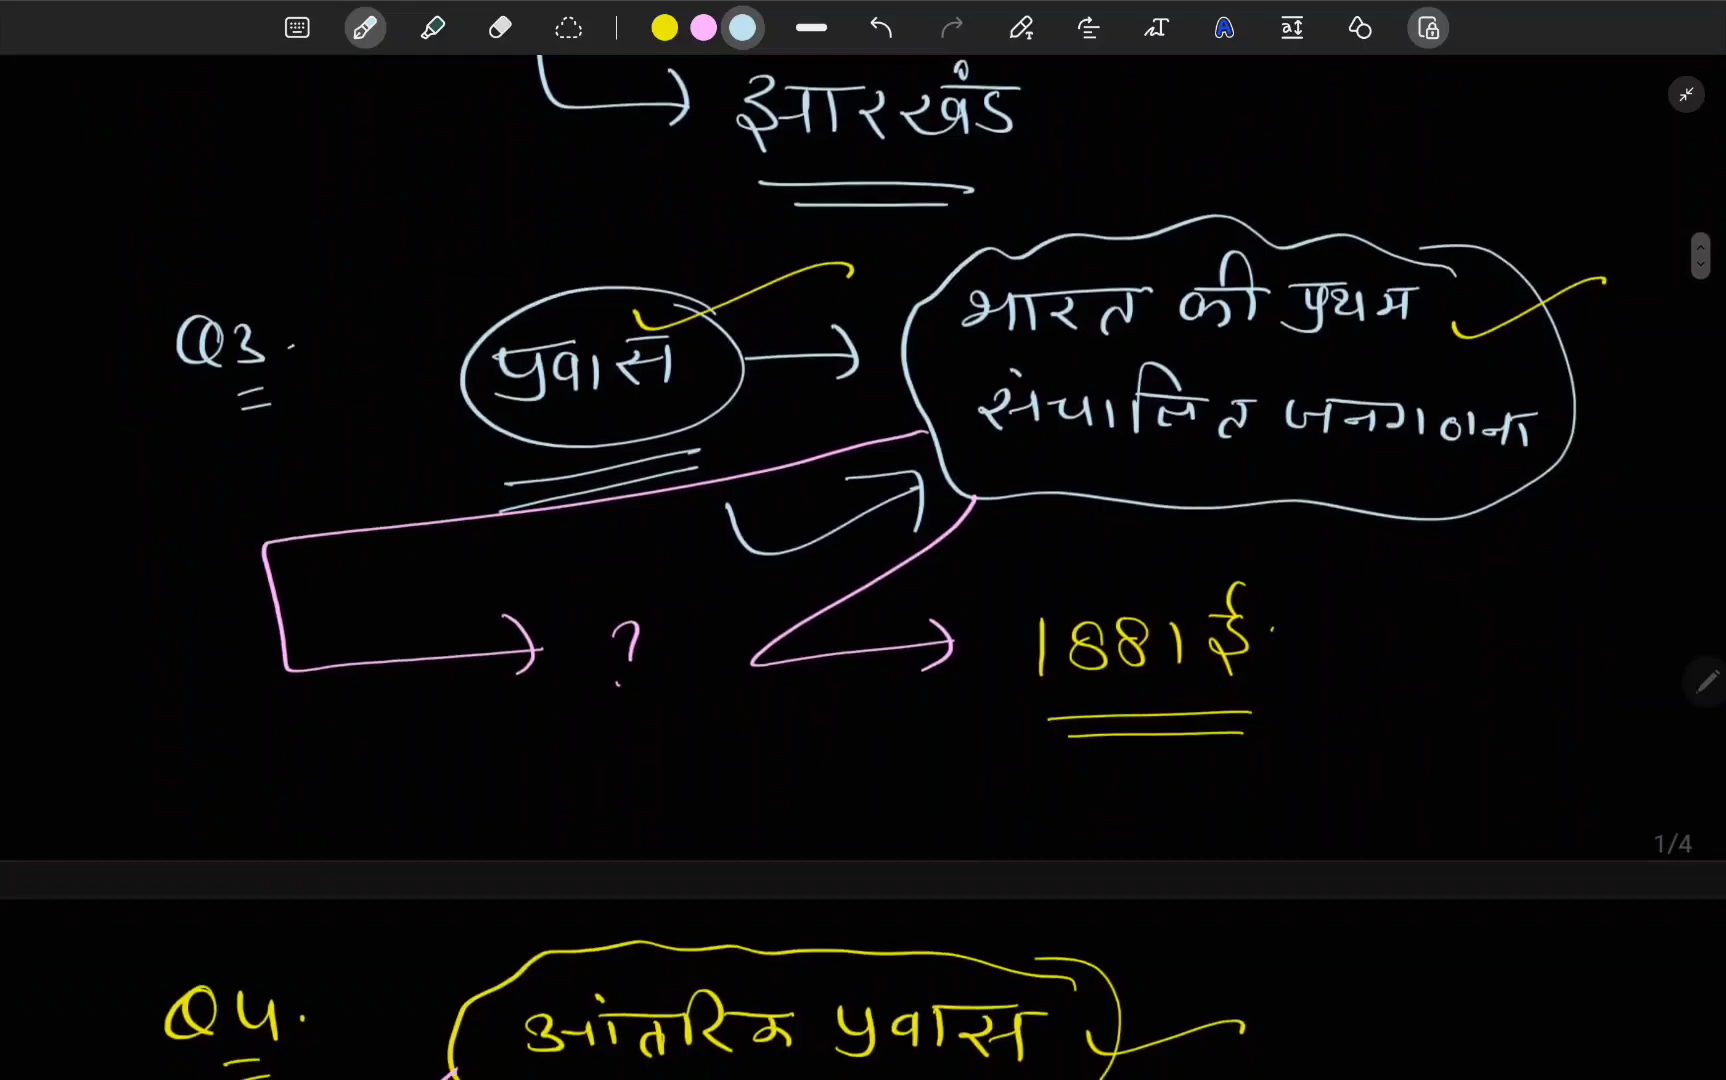 झारखंड
Q3.
प्रवास
भारत की प्रथम
संचालित जनगणना
?
1881 ई.
1/4
Q4.
आंतरिक प्रवास